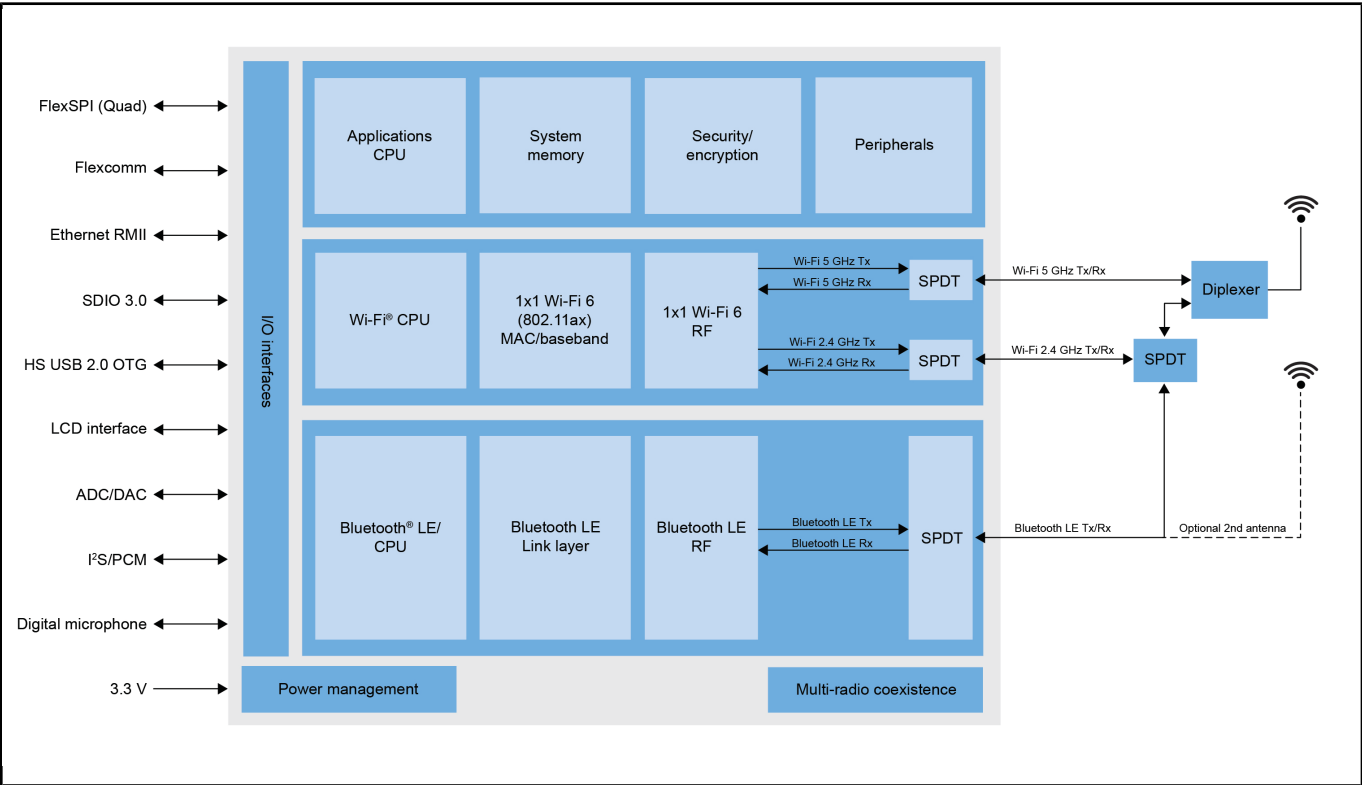 FlexSPI (Quad)
Flexcomm
Ethernet RMII
SDIO 3.0
HS USB 2.0 OTG
LCD interface
ADC/DAC
I²S/PCM
Digital microphone
3.3 V
I/O interfaces
Applications
CPU
System
memory
Security/
encryption
Peripherals
Wi-Fi® CPU
1x1 Wi-Fi 6
(802.11ax)
MAC/baseband
1x1 Wi-Fi 6
RF
Wi-Fi 5 GHz Tx
Wi-Fi 5 GHz Rx
SPDT
Wi-Fi 2.4 GHz Tx
Wi-Fi 2.4 GHz Rx
SPDT
Wi-Fi 5 GHz Tx/Rx
Diplexer
Wi-Fi 2.4 GHz Tx/Rx
SPDT
Bluetooth® LE/
CPU
Bluetooth LE
Link layer
Bluetooth LE
RF
Bluetooth LE Tx
Bluetooth LE Rx
SPDT
Bluetooth LE Tx/Rx
Optional 2nd antenna
Power management
Multi-radio coexistence